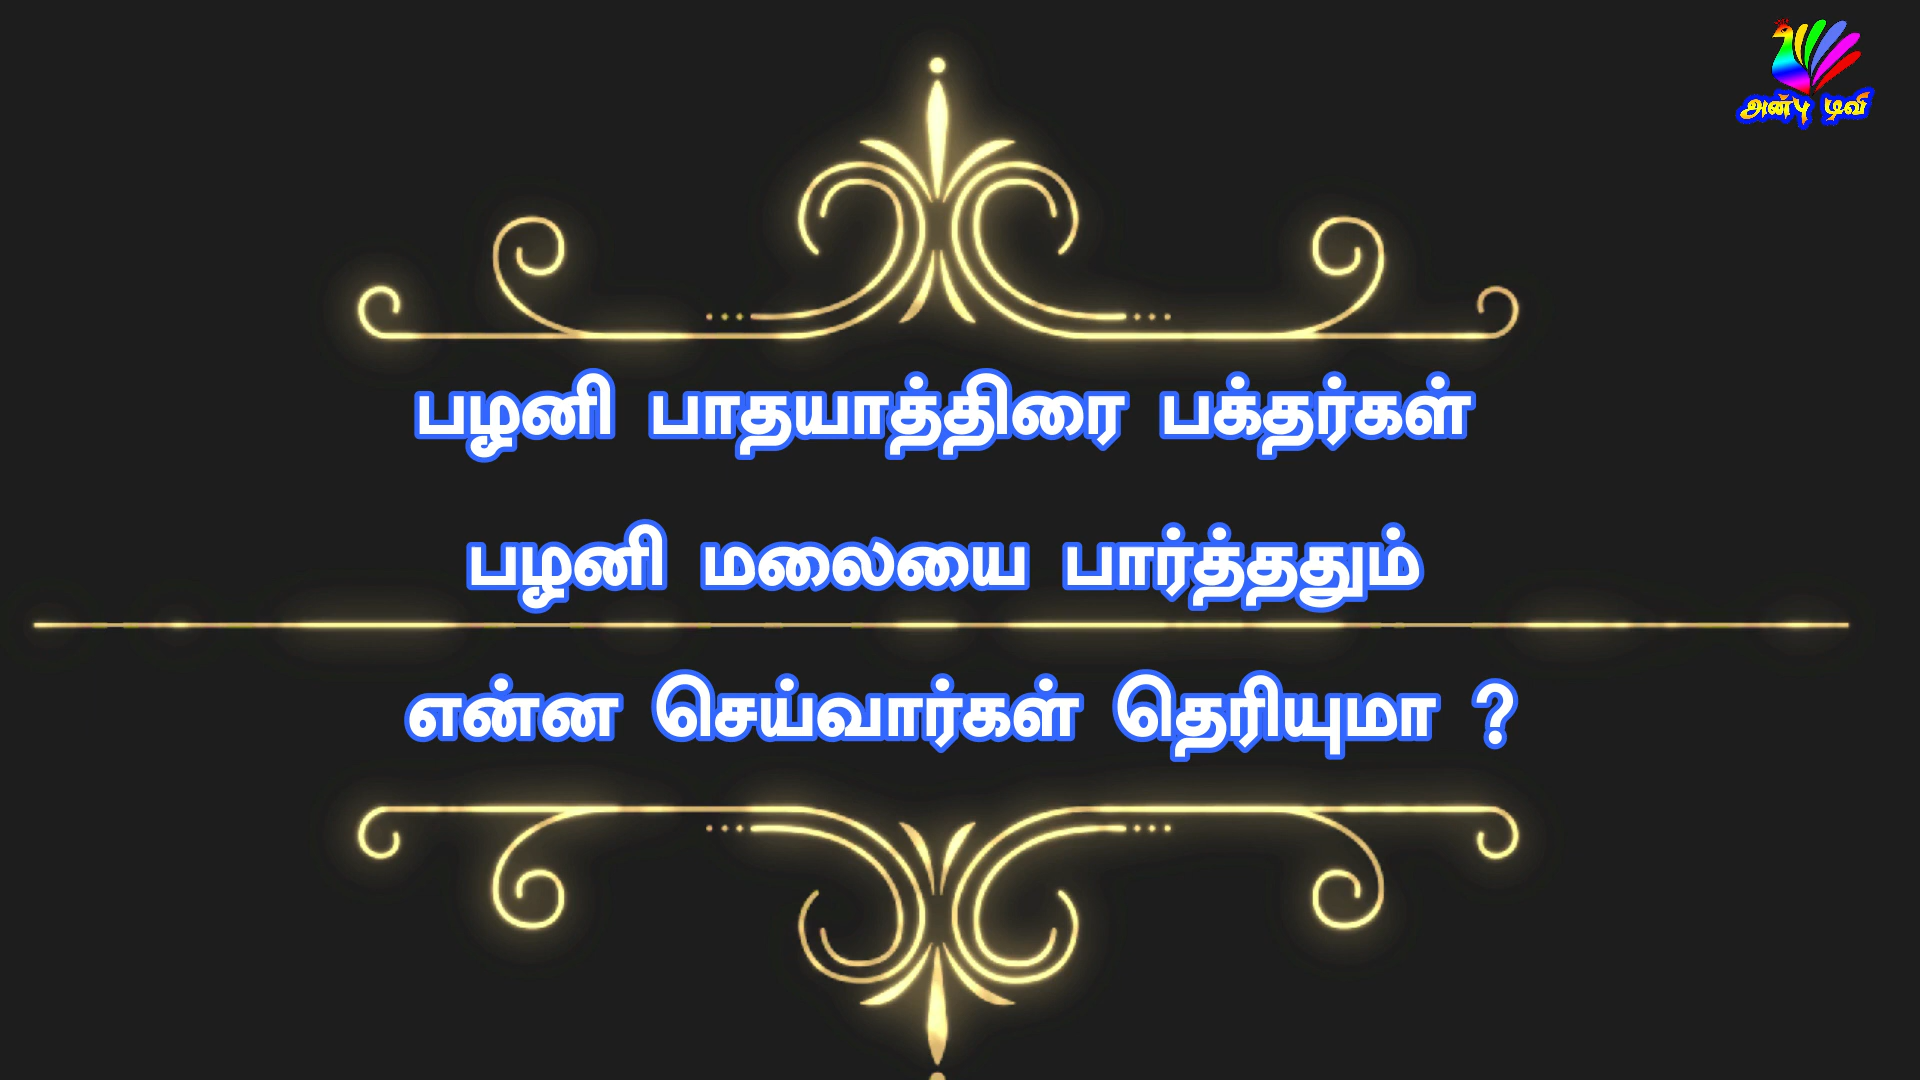 அன்பு டிவி
பழனி பாதயாத்திரை பக்தர்கள்
பழனி மலையை பார்த்ததும்
என்ன செய்வார்கள் தெரியுமா ?